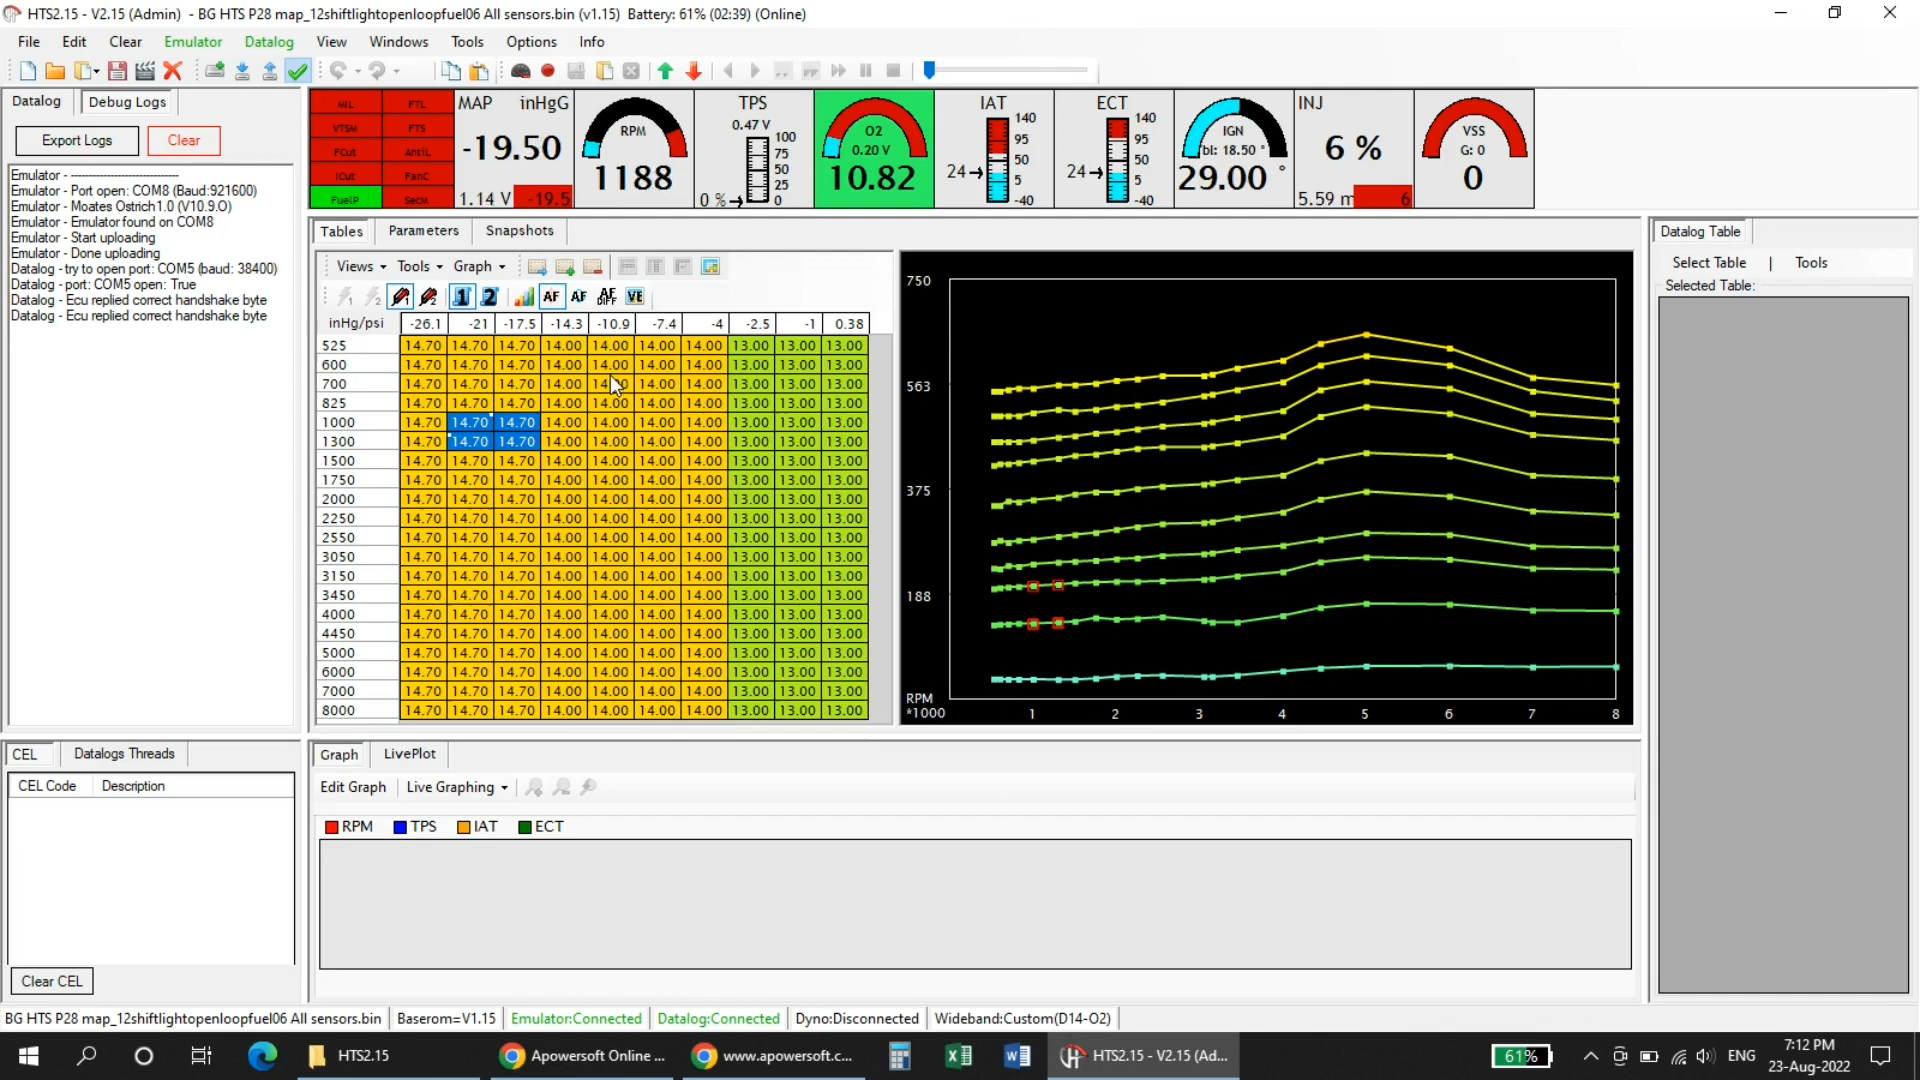 HTS2.15 - V2.15 (Admin) - BG HTS P28 map_12shiftlightopenloopfuel06 All sensors.bin (v1.15) Battery: 61% (02:39) (Online)
File Edit Clear Emulator Datalog View Windows Tools Options Info
Datalog Debug Logs
Export Logs Clear
Emulator - -------------------------------
Emulator - Port open: COM8 (Baud:921600)
Emulator - Moates Ostrich1.0 (V10.9.O)
Emulator - Emulator found on COM8
Emulator - Start uploading
Emulator - Done uploading
Datalog - try to open port: COM5 (baud: 38400)
Datalog - port: COM5 open: True
Datalog - Ecu replied correct handshake byte
Datalog - Ecu replied correct handshake byte
MIL FTL
VTSM FTS
FCut AntiL
ICut FanC
FuelP SecM
MAP inHgG
-19.50
1.14 V -19.5
RPM
1188
TPS
0.47 V
100
75
50
25
0 % 0
O2
0.20 V
10.82
IAT
140
95
24 50
5
-40
ECT
140
95
24 50
5
-40
IGN
bl: 18.50 °
29.00 °
INJ
6 %
5.59 m 6
VSS
G: 0
0
Tables Parameters Snapshots
Views Tools Graph
1 2 1 2 1 2 AF AF AF DIFF VE
inHg/psi -26.1 -21 -17.5 -14.3 -10.9 -7.4 -4 -2.5 -1 0.38
525 14.70 14.70 14.70 14.00 14.00 14.00 14.00 13.00 13.00 13.00
600 14.70 14.70 14.70 14.00 14.00 14.00 14.00 13.00 13.00 13.00
700 14.70 14.70 14.70 14.00 14.00 14.00 13.00 13.00 13.00
825 14.70 14.70 14.70 14.00 14.00 14.00 14.00 13.00 13.00 13.00
1000 14.70 14.70 14.70 14.00 14.00 14.00 14.00 13.00 13.00 13.00
1300 14.70 14.70 14.70 14.00 14.00 14.00 14.00 13.00 13.00 13.00
1500 14.70 14.70 14.70 14.00 14.00 14.00 14.00 13.00 13.00 13.00
1750 14.70 14.70 14.70 14.00 14.00 14.00 14.00 13.00 13.00 13.00
2000 14.70 14.70 14.70 14.00 14.00 14.00 14.00 13.00 13.00 13.00
2250 14.70 14.70 14.70 14.00 14.00 14.00 14.00 13.00 13.00 13.00
2550 14.70 14.70 14.70 14.00 14.00 14.00 14.00 13.00 13.00 13.00
3050 14.70 14.70 14.70 14.00 14.00 14.00 14.00 13.00 13.00 13.00
3150 14.70 14.70 14.70 14.00 14.00 14.00 14.00 13.00 13.00 13.00
3450 14.70 14.70 14.70 14.00 14.00 14.00 14.00 13.00 13.00 13.00
4000 14.70 14.70 14.70 14.00 14.00 14.00 14.00 13.00 13.00 13.00
4450 14.70 14.70 14.70 14.00 14.00 14.00 14.00 13.00 13.00 13.00
5000 14.70 14.70 14.70 14.00 14.00 14.00 14.00 13.00 13.00 13.00
6000 14.70 14.70 14.70 14.00 14.00 14.00 14.00 13.00 13.00 13.00
7000 14.70 14.70 14.70 14.00 14.00 14.00 14.00 13.00 13.00 13.00
8000 14.70 14.70 14.70 14.00 14.00 14.00 14.00 13.00 13.00 13.00
750
563
375
188
RPM
*1000 1 2 3 4 5 6 7 8
Datalog Table
Select Table | Tools
Selected Table:
CEL Datalogs Threads
CEL Code Description
Clear CEL
Graph LivePlot
Edit Graph Live Graphing
RPM TPS IAT ECT
BG HTS P28 map_12shiftlightopenloopfuel06 All sensors.bin Baserom=V1.15 Emulator:Connected Datalog:Connected Dyno:Disconnected Wideband:Custom(D14-O2)
HTS2.15 Apowersoft Online ... www.apowersoft.c... HTS2.15 - V2.15 (Ad... 61% ENG
7:12 PM
23-Aug-2022